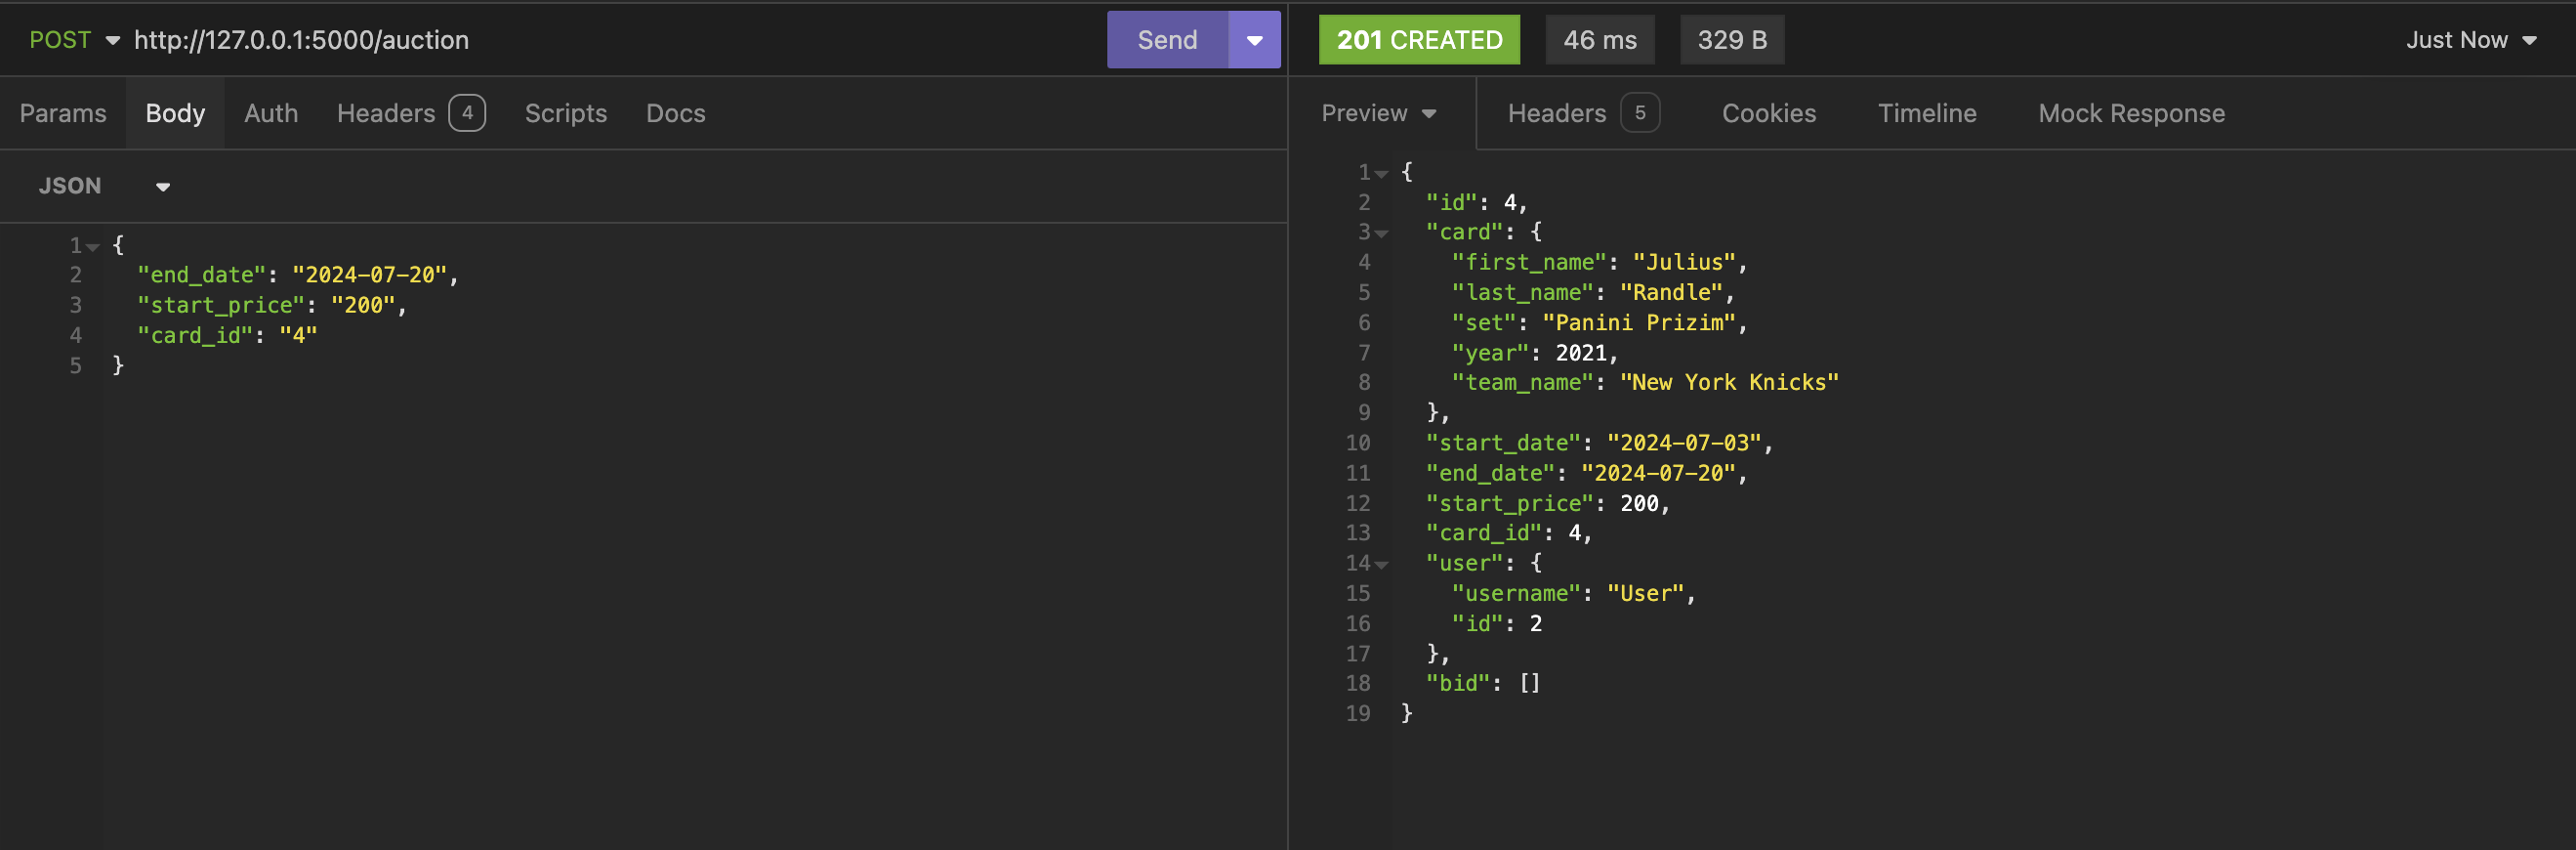 POST http://127.0.0.1:5000/auction Send
201 CREATED 46 ms 329 B Just Now
Params Body Auth Headers 4 Scripts Docs
Preview Headers 5 Cookies Timeline Mock Response
JSON
1 {
2 "end_date": "2024-07-20",
3 "start_price": "200",
4 "card_id": "4"
5 }
1 {
2 "id": 4,
3 "card": {
4 "first_name": "Julius",
5 "last_name": "Randle",
6 "set": "Panini Prizim",
7 "year": 2021,
8 "team_name": "New York Knicks"
9 },
10 "start_date": "2024-07-03",
11 "end_date": "2024-07-20",
12 "start_price": 200,
13 "card_id": 4,
14 "user": {
15 "username": "User",
16 "id": 2
17 },
18 "bid": []
19 }